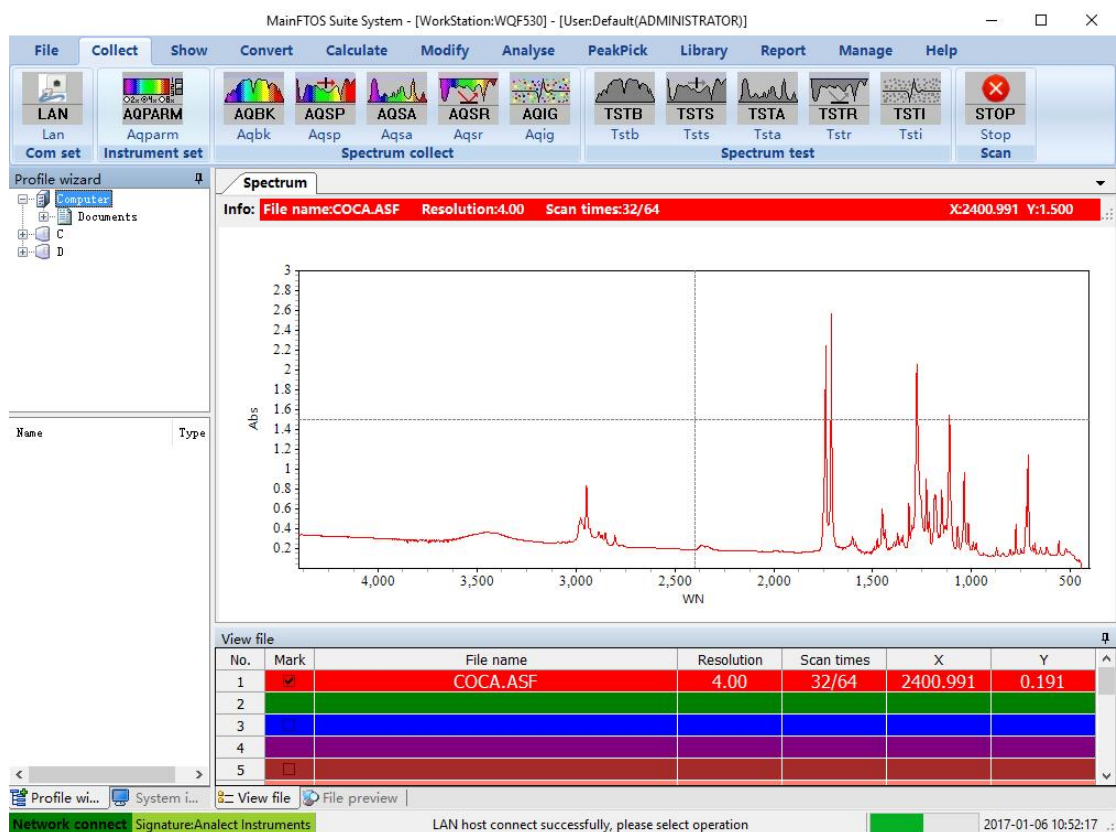 MainFTOS Suite System - [WorkStation:WQF530] - [User:Default(ADMINISTRATOR)]
File Collect Show Convert Calculate Modify Analyse PeakPick Library Report Manage Help
LAN AQPARM AQBK AQSP AQSA AQSR AQIG TSTB TSTS TSTA TSTR TSTI STOP
Lan Aqparm Aqbk Aqsp Aqsa Aqsr Aqig Tstb Tsts Tsta Tstr Tsti Stop
Com set Instrument set Spectrum collect Spectrum test Scan
Profile wizard
Computer
Documents
C
D
Name Type
Spectrum
Info: File name:COCA.ASF Resolution:4.00 Scan times:32/64 X:2400.991 Y:1.500
3
2.8
2.6
2.4
2.2
2
1.8
1.6
1.4
1.2
1
0.8
0.6
0.4
0.2
Abs
4,000 3,500 3,000 2,500 2,000 1,500 1,000 500
WN
View file
No. Mark File name Resolution Scan times X Y
1 COCA.ASF 4.00 32/64 2400.991 0.191
2
3
4
5
Profile wi... System i... View file File preview
Network connect Signature:Analect Instruments LAN host connect successfully, please select operation 2017-01-06 10:52:17